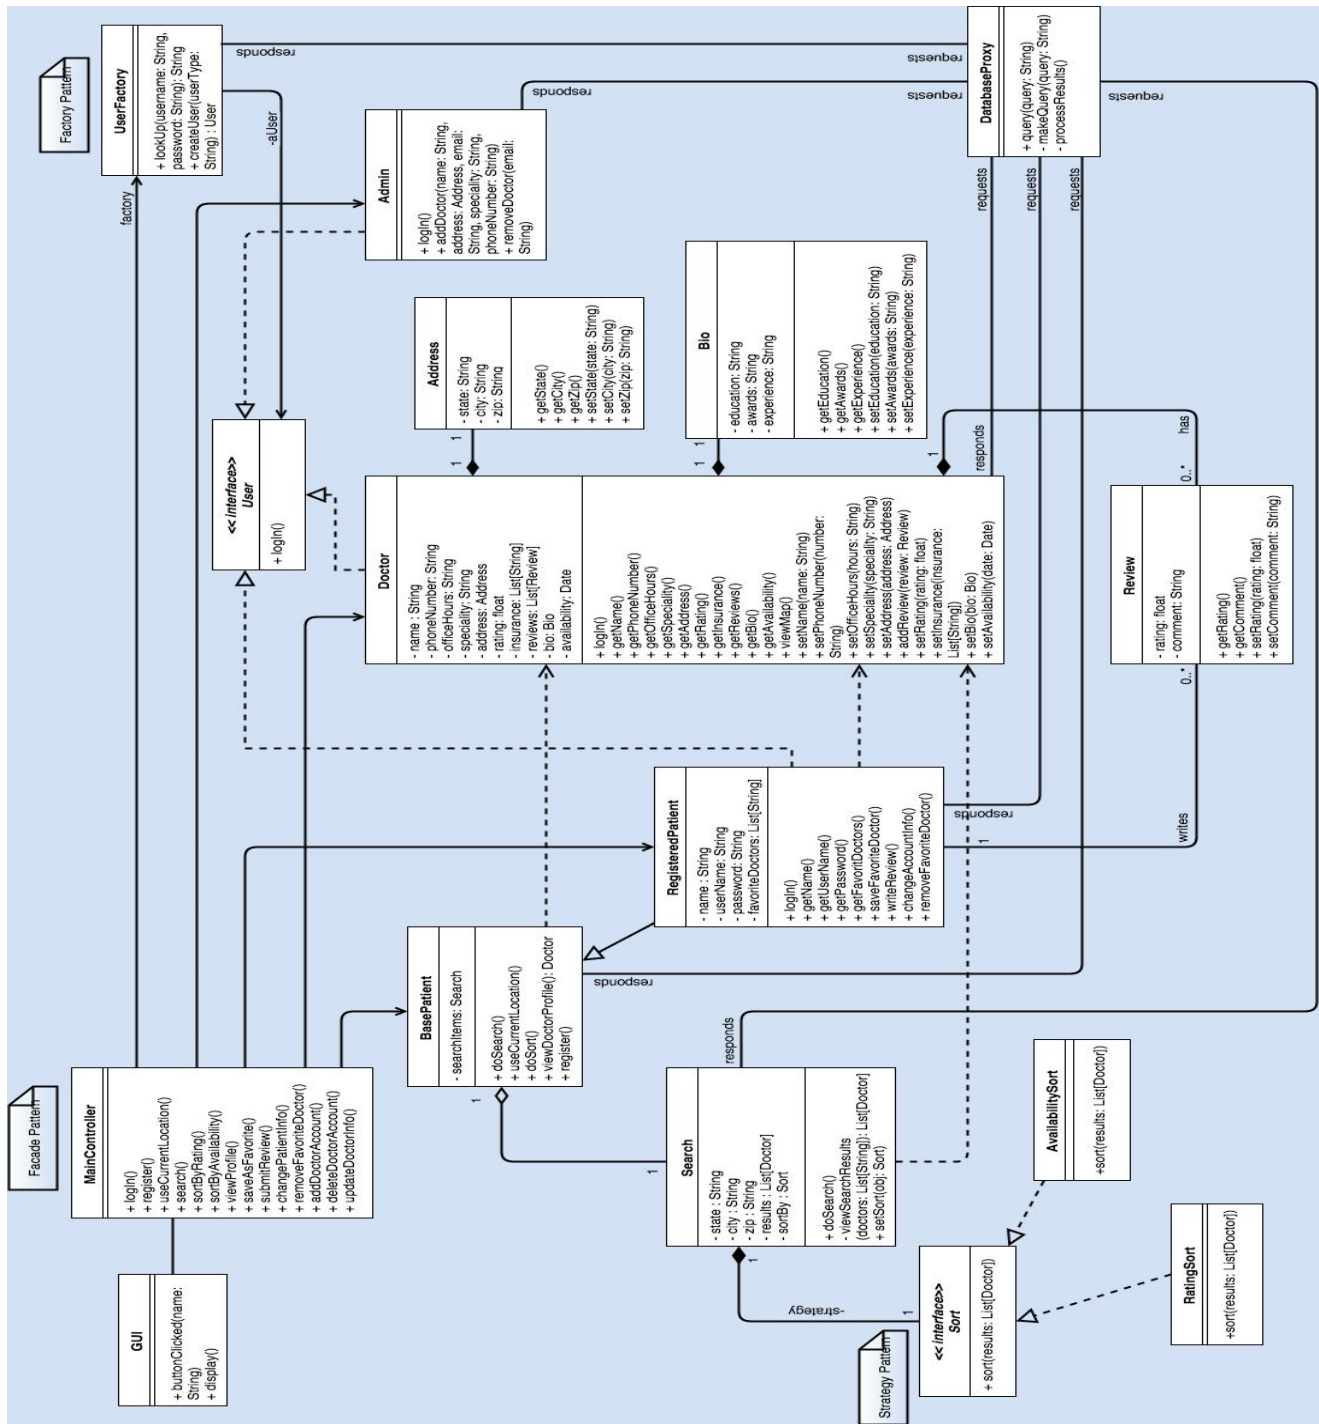 Facade Pattern
GUI
+ buttonClicked(name:
String)
+ display()
MainController
+ logIn()
+ register()
+ useCurrentLocation()
+ search()
+ sortByRating()
+ sortByAvailability()
+ viewProfile()
+ saveAsFavorite()
+ submitReview()
+ changePatientInfo()
+ removeFavoriteDoctor()
+ addDoctorAccount()
+ deleteDoctorAccount()
+ updateDoctorInfo()
factory
Factory Pattern
UserFactory
+ lookUp(username: String,
password: String): String
+ createUser(userType:
String) : User
responds
-aUser
<< interface>>
User
+ logIn()
Admin
+ logIn()
+ addDoctor(name: String,
address: Address, email:
String, speciality: String,
phoneNumber: String)
+ removeDoctor(email:
String)
responds
Address
- state: String
- city: String
- zip: String
+ getState()
+ getCity()
+ getZip()
+ setState(state: String)
+ setCity(city: String)
+ setZip(zip: String)
1
1
Doctor
- name : String
- phoneNumber: String
- officeHours: String
- specialty: String
- address: Address
- rating: float
- insurance: List[String]
- reviews: List[Review]
- bio: Bio
- availability: Date
+ logIn()
+ getName()
+ getPhoneNumber()
+ getOfficeHours()
+ getSpeciality()
+ getAddress()
+ getRating()
+ getInsurance()
+ getReviews()
+ getBio()
+ getAvailability()
+ viewMap()
+ setName(name: String)
+ setPhoneNumber(number:
String)
+ setOfficeHours(hours: String)
+ setSpeciality(speciality: String)
+ setAddress(address: Address)
+ addReview(review: Review)
+ setRating(rating: float)
+ setInsurance(insurance:
List[String])
+ setBio(bio: Bio)
+ setAvailability(date: Date)
1
1
Bio
- education: String
- awards: String
- experience: String
+ getEducation()
+ getAwards()
+ getExperience()
+ setEducation(education: String)
+ setAwards(awards: String)
+ setExperience(experience: String)
1
responds
BasePatient
- searchItems: Search
+ doSearch()
+ useCurrentLocation()
+ doSort()
+ viewDoctorProfile(): Doctor
+ register()
1
responds
RegisteredPatient
- name : String
- userName: String
- password: String
- favoriteDoctors: List[String]
+ logIn()
+ getName()
+ getUserName()
+ getPassword()
+ getFavoritDoctors()
+ saveFavoriteDoctor()
+ writeReview()
+ changeAccountInfo()
+ removeFavoriteDoctor()
1
responds
1
Search
- state : String
- city : String
- zip : String
- results : List[Doctor]
- sortBy : Sort
+ doSearch()
- viewSearchResults
(doctors: List[String]): List[Doctor]
+ setSort(obj: Sort)
responds
1
-strategy
1
Strategy Pattern
<< interface>>
Sort
+ sort(results: List[Doctor])
AvailabilitySort
+sort(results: List[Doctor])
RatingSort
+sort(results: List[Doctor])
requests
requests
requests
requests
requests
requests
DatabaseProxy
+ query(query: String)
- makeQuery(query: String)
- processResults()
writes
0..*
Review
- rating: float
- comment: String
+ getRating()
+ getComment()
+ setRating(rating: float)
+ setComment(comment: String)
0..*
has